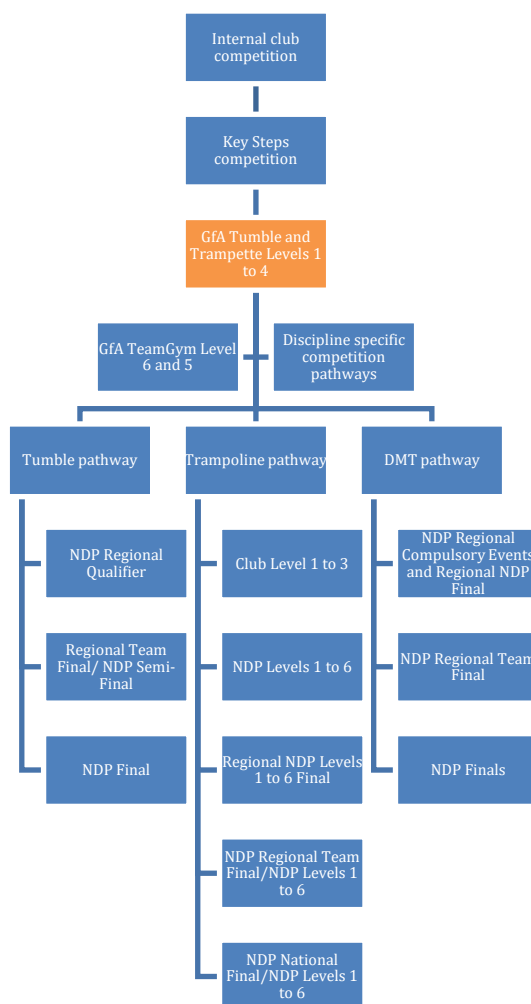 Internal club
competition
Key Steps
competition
GfA Tumble and
Trampette Levels 1
to 4
GfA TeamGym Level
6 and 5
Discipline specific
competition
pathways
Tumble pathway
Trampoline pathway
DMT pathway
NDP Regional
Qualifier
Regional Team
Final/ NDP Semi-
Final
NDP Final
Club Level 1 to 3
NDP Levels 1 to 6
Regional NDP Levels
1 to 6 Final
NDP Regional Team
Final/NDP Levels 1
to 6
NDP National
Final/NDP Levels 1
to 6
NDP Regional
Compulsory Events
and Regional NDP
Final
NDP Regional Team
Final
NDP Finals